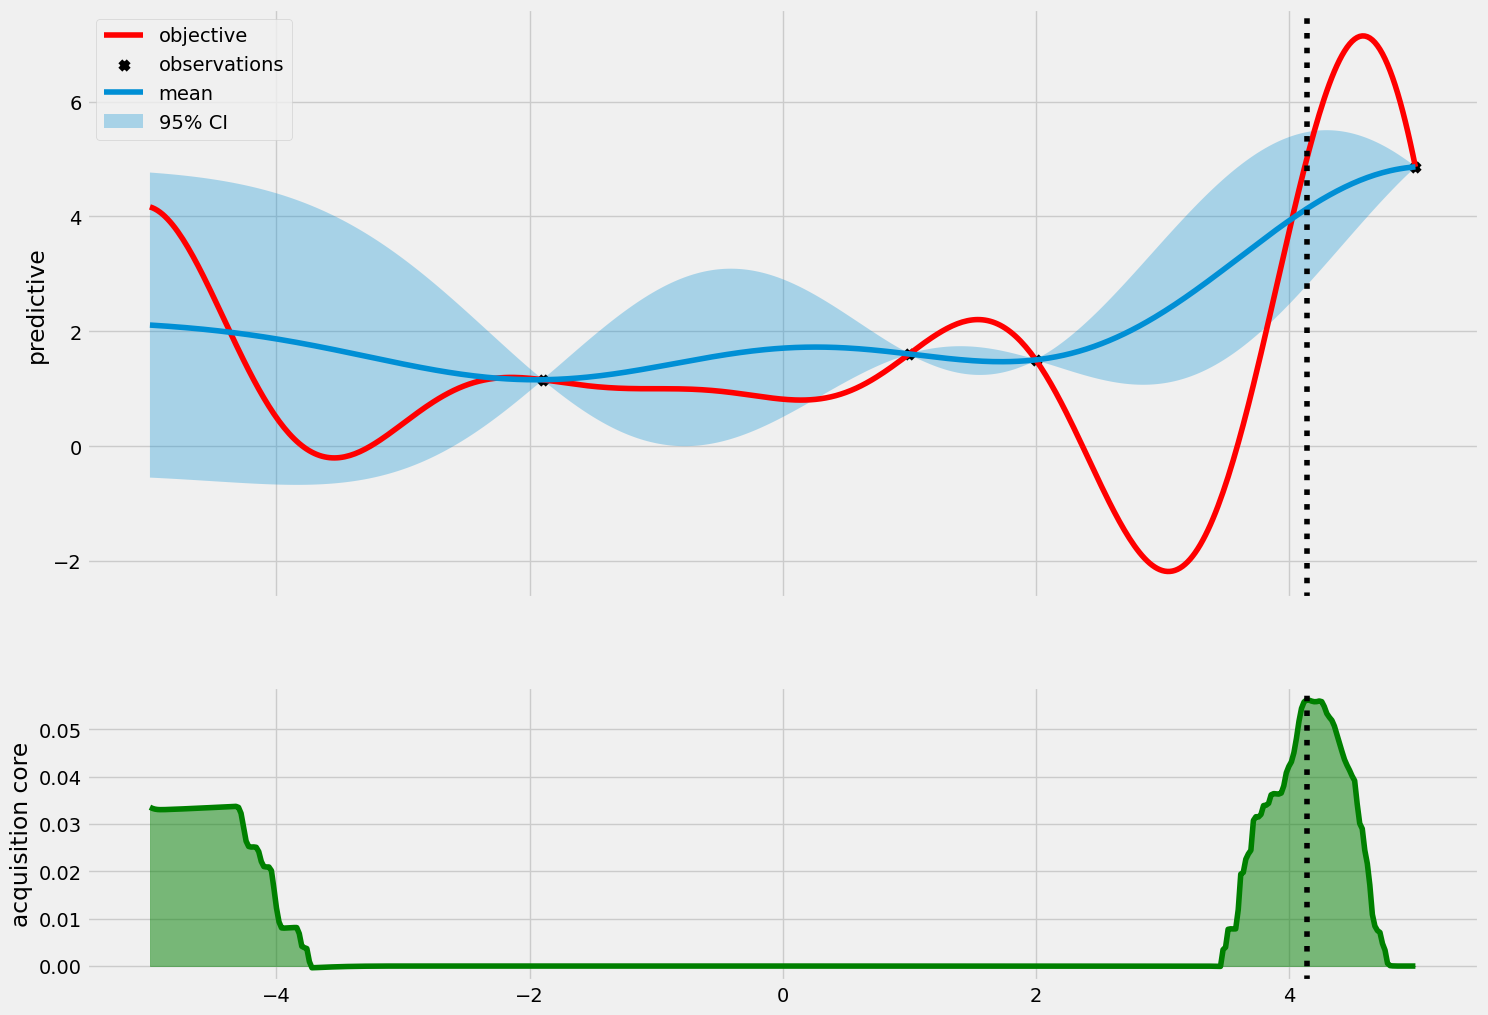 objective
observations
mean
95% CI
predictive
6
4
2
0
−2
acquisition core
0.05
0.04
0.03
0.02
0.01
0.00
−4
−2
0
2
4